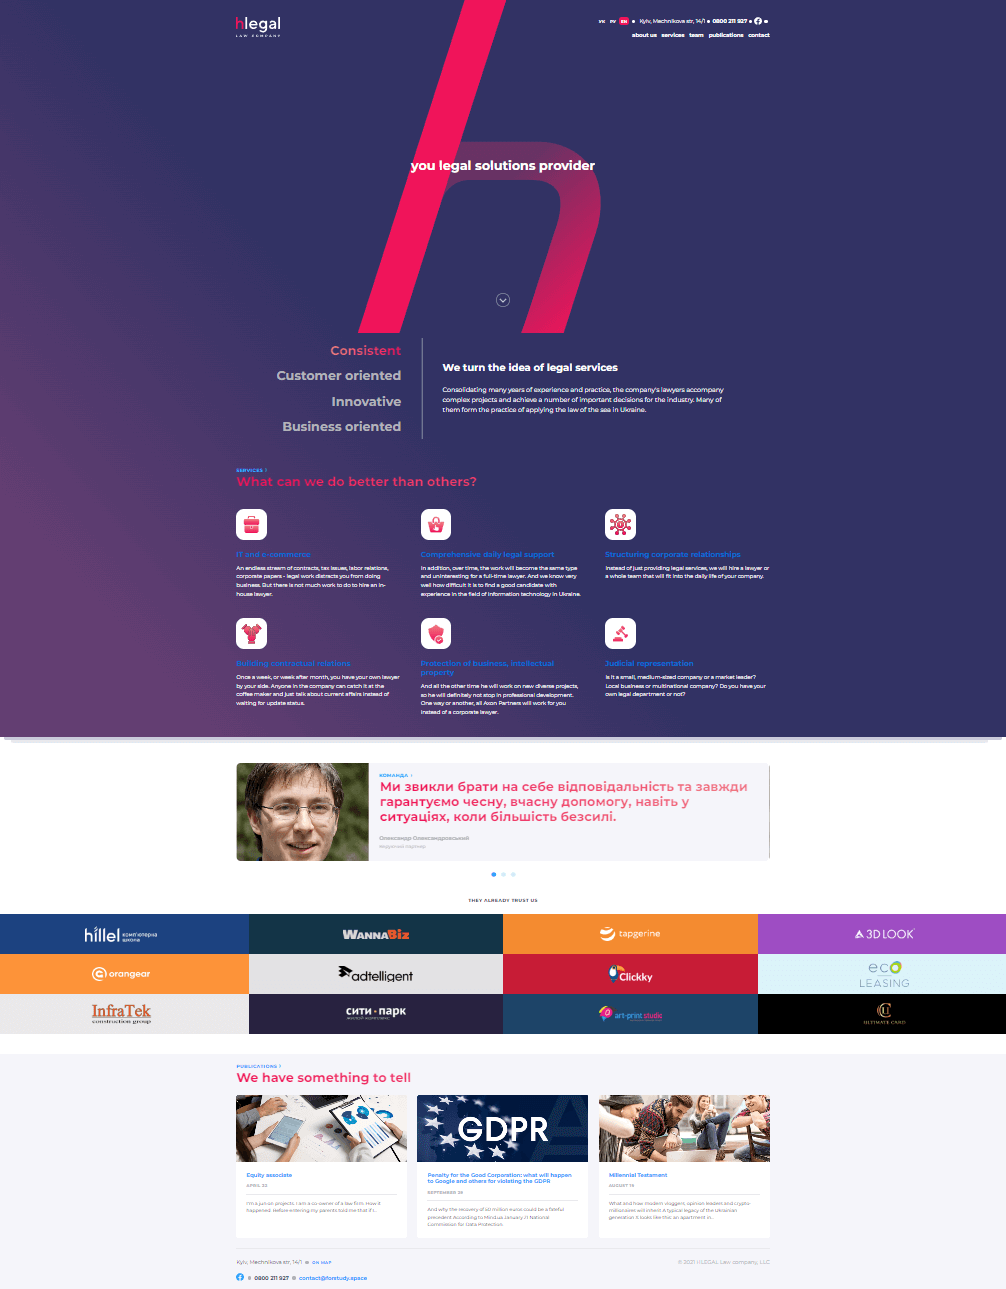 hlegal
LAW COMPANY
УК РУ EN Kyiv, Mechnikova str, 14/1 0800 211 927
about us services team publications contact
you legal solutions provider
Consistent
Customer oriented
Innovative
Business oriented
We turn the idea of legal services
Consolidating many years of experience and practice, the company's lawyers accompany
complex projects and achieve a number of important decisions for the industry. Many of
them form the practice of applying the law of the sea in Ukraine.
SERVICES 7
What can we do better than others?
IT and e-commerce
An endless stream of contracts, tax issues, labor relations,
corporate papers - legal work distracts you from doing
business. But there is not much work to do to hire an in-
house lawyer.
Comprehensive daily legal support
In addition, over time, the work will become the same type
and uninteresting for a full-time lawyer. And we know very
well how difficult it is to find a good candidate with
experience in the field of information technology in Ukraine.
Structuring corporate relationships
Instead of just providing legal services, we will hire a lawyer or
a whole team that will fit into the daily life of your company.
Building contractual relations
Once a week, or week after month, you have your own lawyer
by your side. Anyone in the company can catch it at the
coffee maker and just talk about current affairs instead of
waiting for update status.
Protection of business, intellectual
property
And all the other time he will work on new diverse projects,
so he will definitely not stop in professional development.
One way or another, all Axon Partners will work for you
instead of a corporate lawyer.
Judicial representation
Is it a small, medium-sized company or a market leader?
Local business or multinational company? Do you have your
own legal department or not?
КОМАНДА
Ми звикли брати на себе відповідальність та завжди
гарантуємо чесну, вчасну допомогу, навіть у
ситуаціях, коли більшість безсилі.
Олександр Олександровський
Керуючий партнер
THEY ALREADY TRUST US
hillel комп'ютерна
школа
WANNABIZ
tapgerine
3D LOOK
orangear
adtelligent
Clickky
eco
LEASING
InfraTek
construction group
СИТИ · ПАРК
art-print studio
ULTIMATE CARD
PUBLICATIONS 7
We have something to tell
GDPR
Equity associate
APRIL 23
I'm a jun on projects. I am a co-owner of a law firm. How it
happened. Before entering my parents told me that if I...
Penalty for the Good Corporation: what will happen
to Google and others for violating the GDPR
SEPTEMBER 25
And why the recovery of 50 million euros could be a fateful
precedent According to Mind.ua January 21 National
Commission for Data Protection.
Millennial Testament
AUGUST 15
What and how modern vloggers, opinion leaders and crypto-
millionaires will inherit A typical legacy of the Ukrainian
generation X looks like this: an apartment in...
Kyiv, Mechnikova str, 14/1 ON MAP
© 2021 HLEGAL Law company, LLC
0800 211 927 contact@forstudy.space